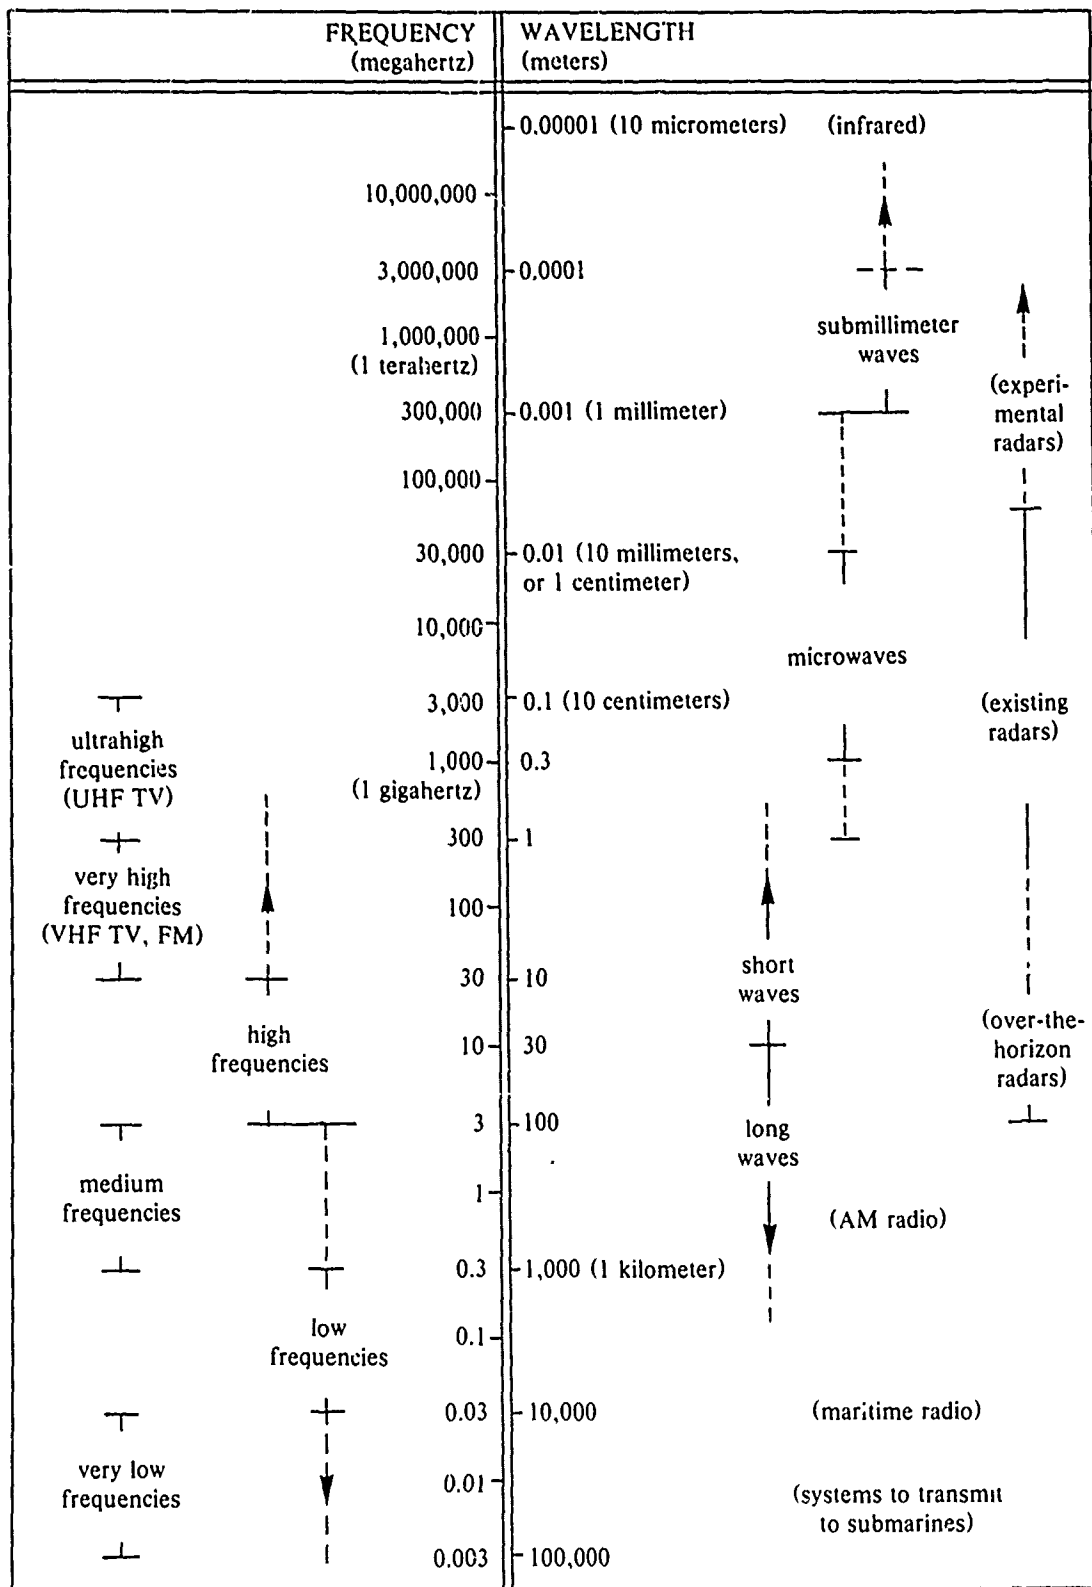 FREQUENCY
(megahertz)
WAVELENGTH
(meters)
0.00001 (10 micrometers)
(infrared)
10,000,000
3,000,000
0.0001
1,000,000
(1 terahertz)
submillimeter
waves
300,000
0.001 (1 millimeter)
(experi-
mental
radars)
100,000
30,000
0.01 (10 millimeters,
or 1 centimeter)
10,000
microwaves
3,000
0.1 (10 centimeters)
(existing
radars)
ultrahigh
frequencies
(UHF TV)
1,000
(1 gigahertz)
0.3
300
1
very high
frequencies
(VHF TV, FM)
100
30
10
short
waves
high
frequencies
10
30
(over-the-
horizon
radars)
3
100
long
waves
medium
frequencies
1
(AM radio)
0.3
1,000 (1 kilometer)
low
frequencies
0.1
0.03
10,000
(maritime radio)
very low
frequencies
0.01
(systems to transmit
to submarines)
0.003
100,000